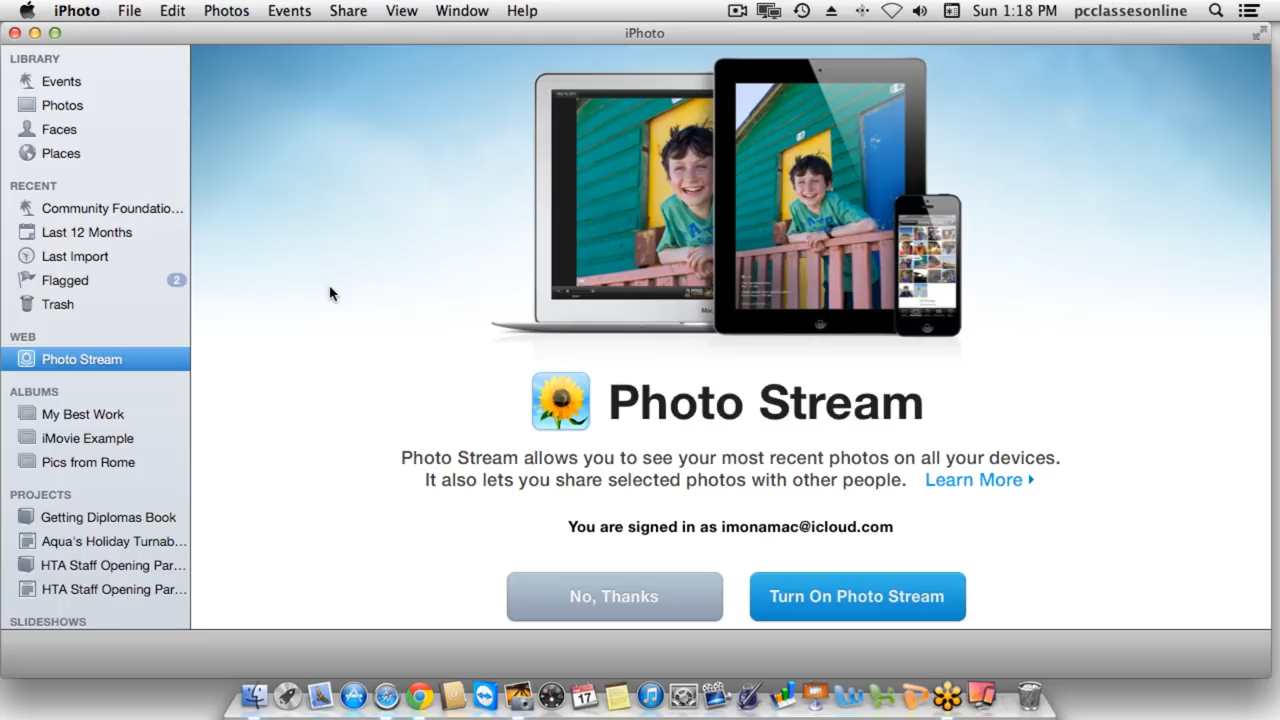 iPhoto File Edit Photos Events Share View Window Help Sun 1:18 PM pcclassesonline
iPhoto
LIBRARY
Events
Photos
Faces
Places
RECENT
Community Foundatio...
Last 12 Months
Last Import
Flagged 2
Trash
WEB
Photo Stream
ALBUMS
My Best Work
iMovie Example
Pics from Rome
PROJECTS
Getting Diplomas Book
Aqua's Holiday Turnab...
HTA Staff Opening Par...
HTA Staff Opening Par...
SLIDESHOWS
Photo Stream
Photo Stream allows you to see your most recent photos on all your devices.
It also lets you share selected photos with other people. Learn More
You are signed in as imonamac@icloud.com
No, Thanks
Turn On Photo Stream
17